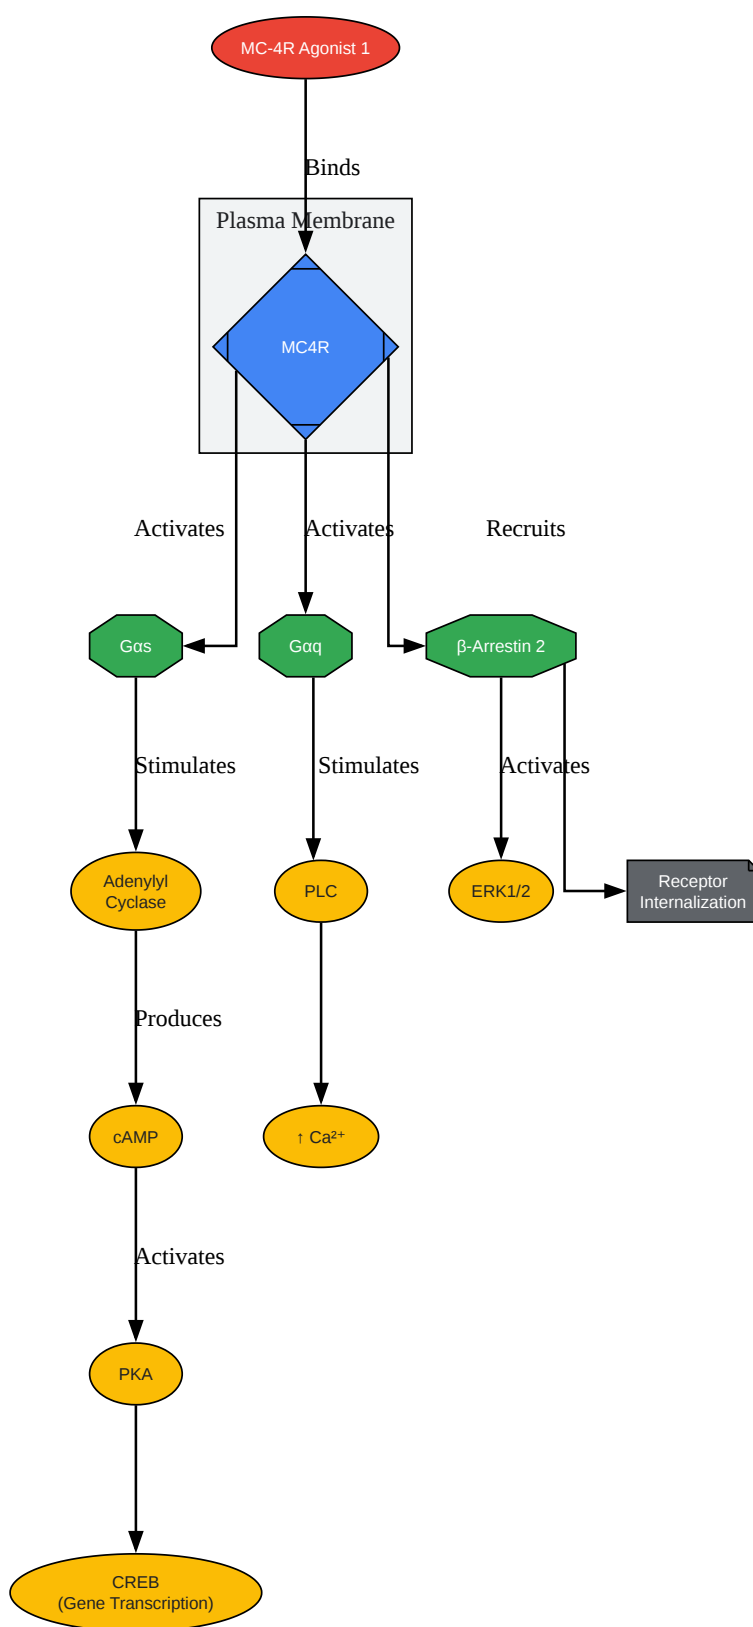 MC-4R Agonist 1
Binds
Plasma Membrane
MC4R
Activates
Activates
Recruits
Gαs
Gαq
β-Arrestin 2
Stimulates
Stimulates
Activates
Adenylyl
Cyclase
PLC
ERK1/2
Receptor
Internalization
Produces
cAMP
↑ Ca²⁺
Activates
PKA
CREB
(Gene Transcription)